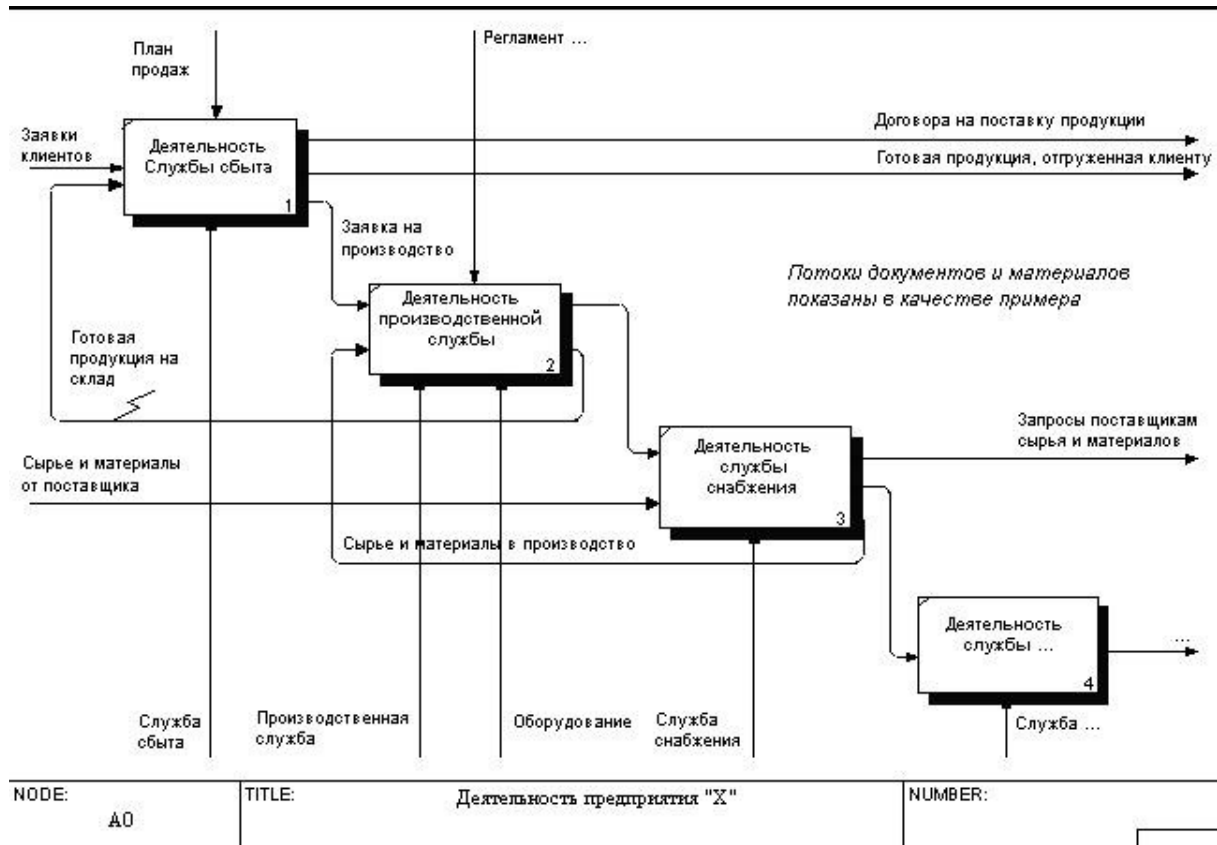 План
продаж
Регламент ...
Заявки
клиентов
Деятельность
Службы сбыта
1
Договора на поставку продукции
Готовая продукция, отгруженная клиенту
Заявка на
производство
Потоки документов и материалов
показаны в качестве примера
Деятельность
производственной
службы
2
Готовая
продукция на
склад
Запросы поставщикам
сырья и материалов
Деятельность
службы
снабжения
3
Сырье и материалы
от поставщика
Сырье и материалы в производство
Деятельность
службы ...
4
...
Служба
сбыта
Производственная
служба
Оборудование
Служба
снабжения
Служба ...
NODE:
A0
TITLE:
Деятельность предприятия "X"
NUMBER: